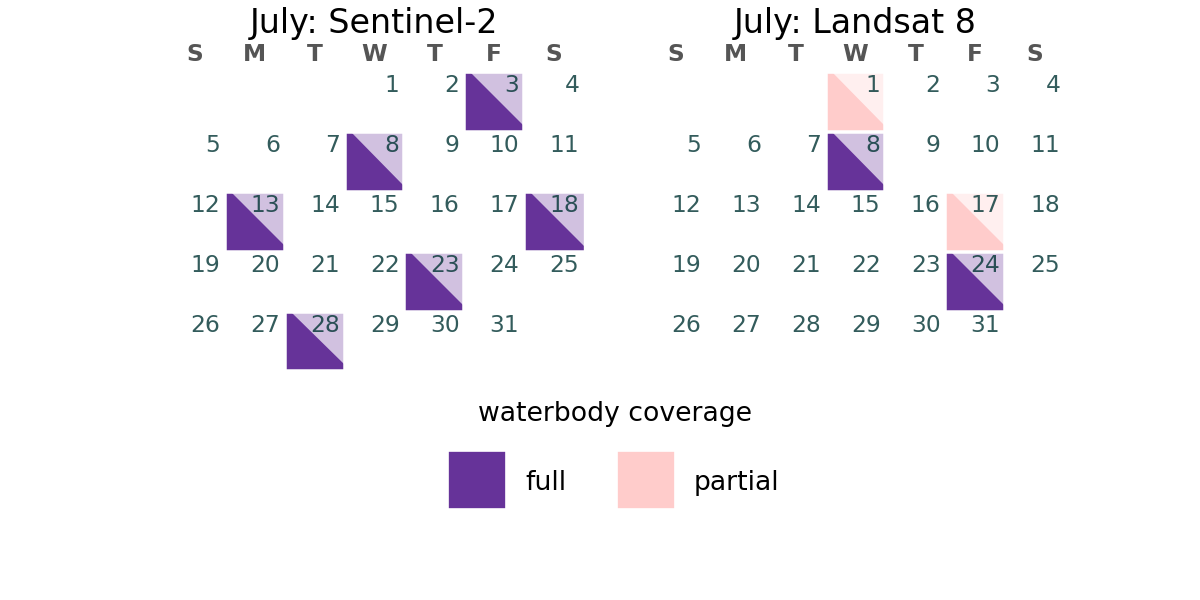 July: Sentinel-2
S M T W T F S
1 2 3 4
5 6 7 8 9 10 11
12 13 14 15 16 17 18
19 20 21 22 23 24 25
26 27 28 29 30 31
July: Landsat 8
S M T W T F S
1 2 3 4
5 6 7 8 9 10 11
12 13 14 15 16 17 18
19 20 21 22 23 24 25
26 27 28 29 30 31
waterbody coverage
full
partial